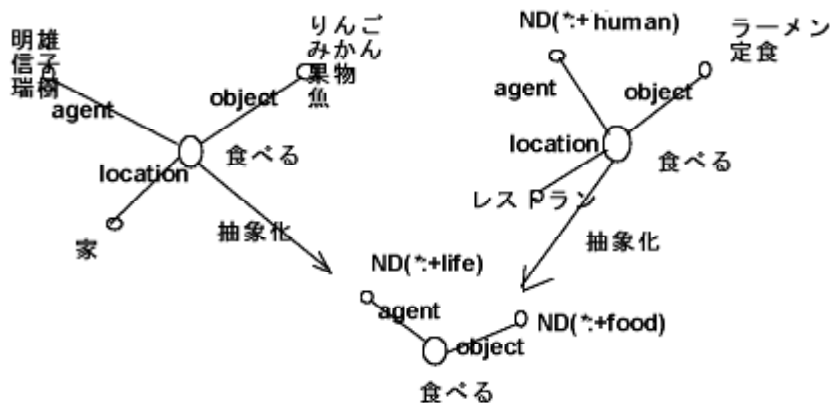 明雄
信子
瑞樹
agent
りんご
みかん
果物
魚
object
location
食べる
家
抽象化
ND(*:+human)
ラーメン
定食
agent
object
location
食べる
レストラン
抽象化
ND(*:+life)
agent
ND(*:+food)
object
食べる